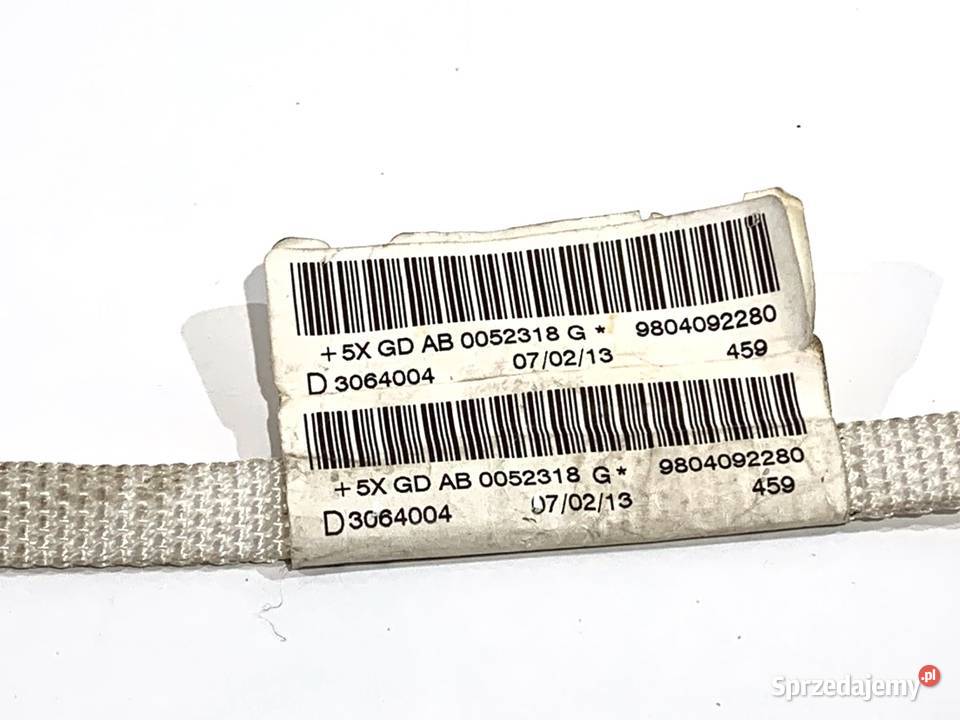 +5X GD AB 0052318 G * 9804092280
D 3064004 07/02/13 459
+5X GD AB 0052318 G * 9804092280
D 3064004 07/02/13 459
Sprzedajemy.pl